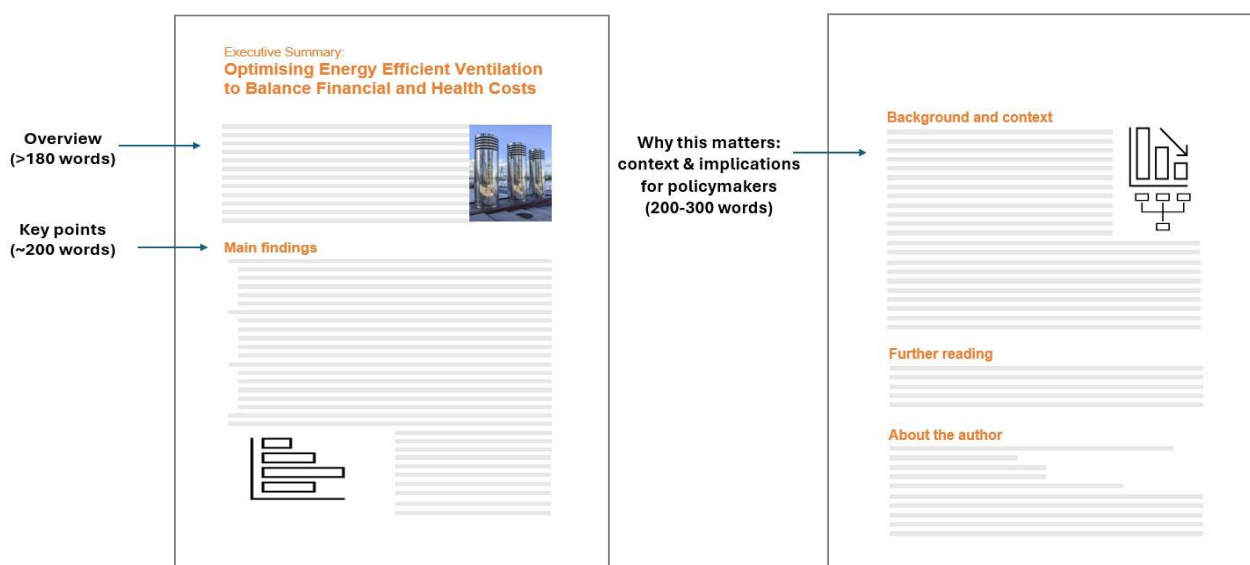 Executive Summary:
Optimising Energy Efficient Ventilation
to Balance Financial and Health Costs
Overview
(>180 words)
Key points
(~200 words)
Main findings
Why this matters:
context & implications
for policymakers
(200-300 words)
Background and context
Further reading
About the author